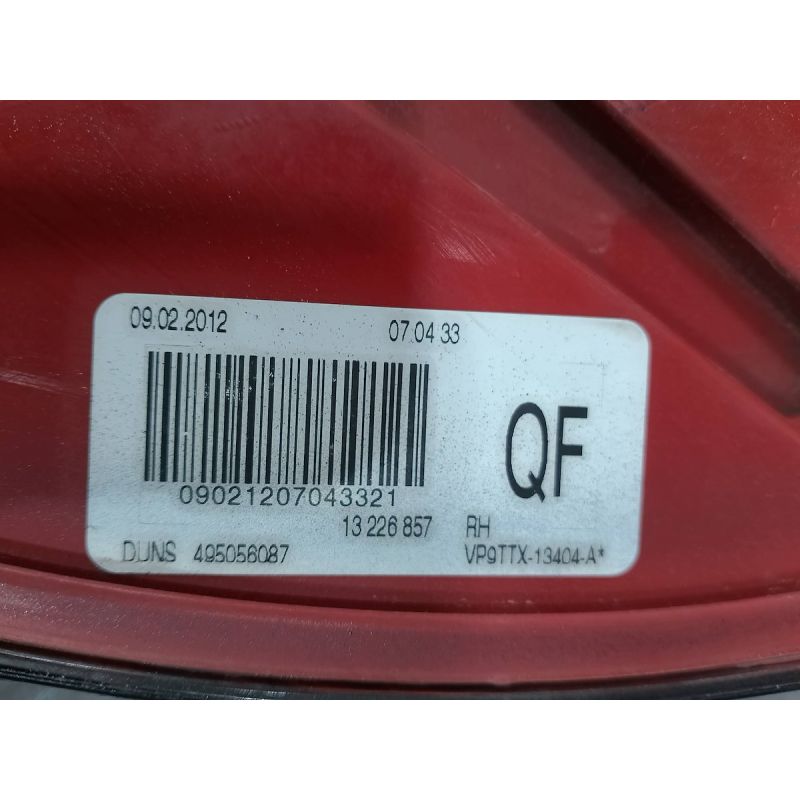 09.02.2012 07 04 33
QF
09021207043321
13 226 857 RH
DUNS 495056087 VP9TTX-13404-A*